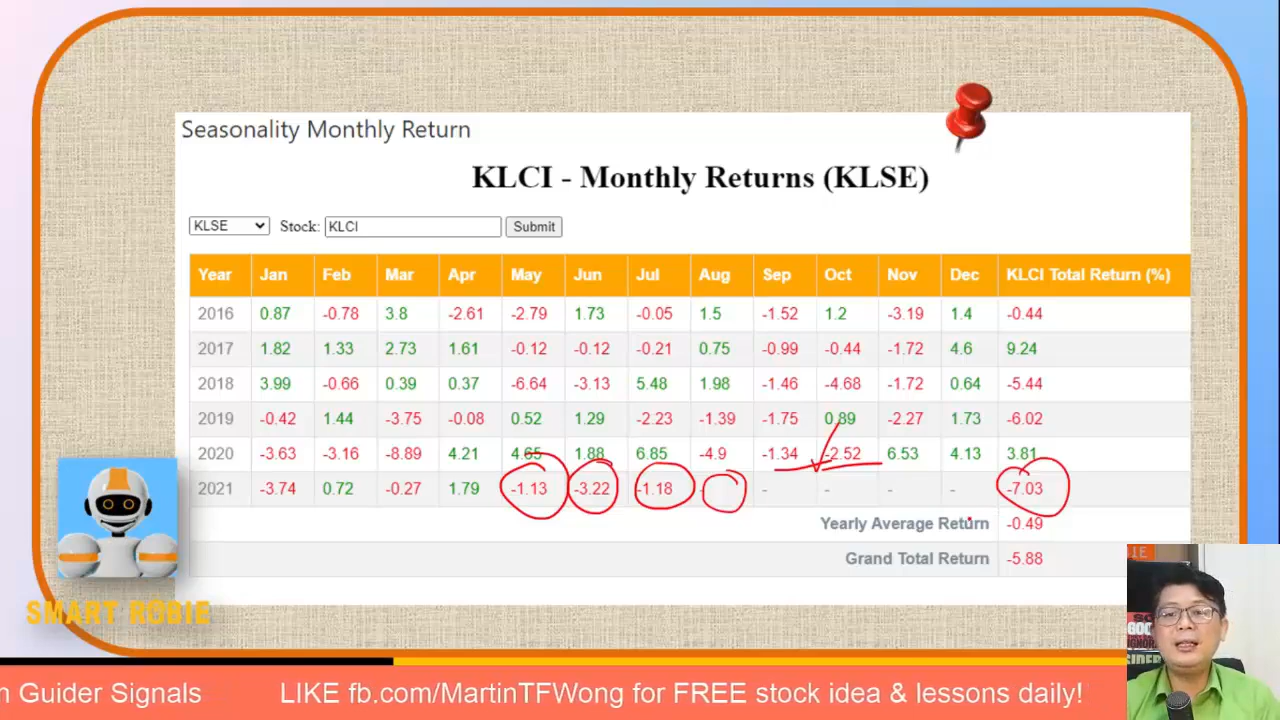 Seasonality Monthly Return
KLCI - Monthly Returns (KLSE)
KLSE Stock: KLCI Submit
Year Jan Feb Mar Apr May Jun Jul Aug Sep Oct Nov Dec KLCI Total Return (%)
2016 0.87 -0.78 3.8 -2.61 -2.79 1.73 -0.05 1.5 -1.52 1.2 -3.19 1.4 -0.44
2017 1.82 1.33 2.73 1.61 -0.12 -0.12 -0.21 0.75 -0.99 -0.44 -1.72 4.6 9.24
2018 3.99 -0.66 0.39 0.37 -6.64 -3.13 5.48 1.98 -1.46 -4.68 -1.72 0.64 -5.44
2019 -0.42 1.44 -3.75 -0.08 0.52 1.29 -2.23 -1.39 -1.75 0.89 -2.27 1.73 -6.02
2020 -3.63 -3.16 -8.89 4.21 4.65 1.88 6.85 -4.9 -1.34 -2.52 6.53 4.13 3.81
2021 -3.74 0.72 -0.27 1.79 -1.13 -3.22 -1.18 - - - - - -7.03
Yearly Average Return -0.49
Grand Total Return -5.88
SMART ROBIE
Guider Signals LIKE fb.com/MartinTFWong for FREE stock idea & lessons daily!